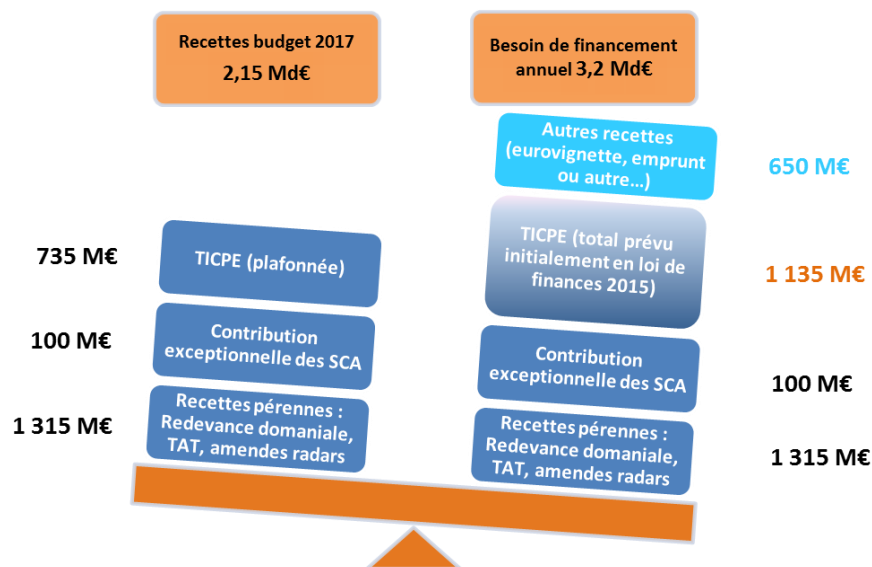 Recettes budget 2017
2,15 Md€
Besoin de financement
annuel 3,2 Md€
Autres recettes
(eurovignette, emprunt
ou autre...)
650 M€
735 M€
TICPE (plafonnée)
TICPE (total prévu
initialement en loi de
finances 2015)
1 135 M€
100 M€
Contribution
exceptionnelle des SCA
Contribution
exceptionnelle des SCA
100 M€
1 315 M€
Recettes pérennes :
Redevance domaniale,
TAT, amendes radars
Recettes pérennes :
Redevance domaniale,
TAT, amendes radars
1 315 M€